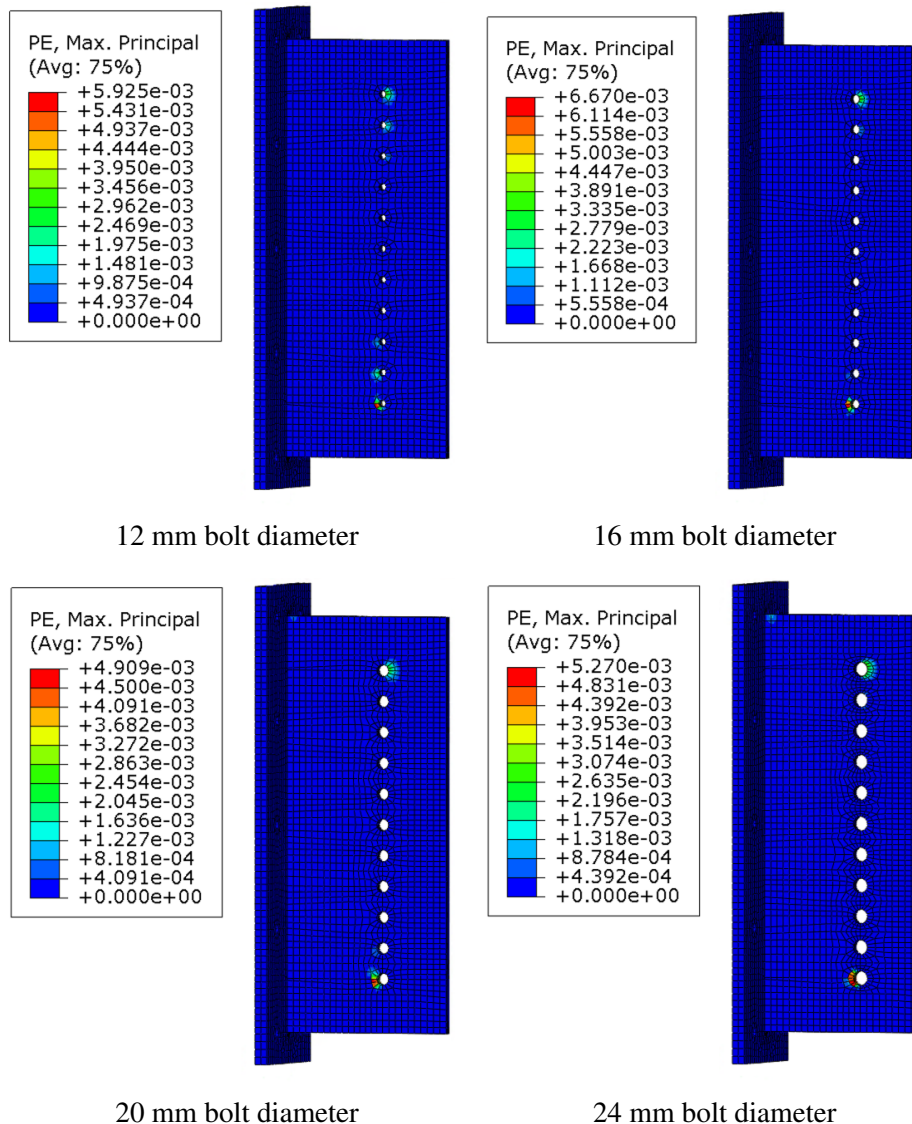 PE, Max. Principal
(Avg: 75%)
+5.925e-03
+5.431e-03
+4.937e-03
+4.444e-03
+3.950e-03
+3.456e-03
+2.962e-03
+2.469e-03
+1.975e-03
+1.481e-03
+9.875e-04
+4.937e-04
+0.000e+00
12 mm bolt diameter
PE, Max. Principal
(Avg: 75%)
+6.670e-03
+6.114e-03
+5.558e-03
+5.003e-03
+4.447e-03
+3.891e-03
+3.335e-03
+2.779e-03
+2.223e-03
+1.668e-03
+1.112e-03
+5.558e-04
+0.000e+00
16 mm bolt diameter
PE, Max. Principal
(Avg: 75%)
+4.909e-03
+4.500e-03
+4.091e-03
+3.682e-03
+3.272e-03
+2.863e-03
+2.454e-03
+2.045e-03
+1.636e-03
+1.227e-03
+8.181e-04
+4.091e-04
+0.000e+00
20 mm bolt diameter
PE, Max. Principal
(Avg: 75%)
+5.270e-03
+4.831e-03
+4.392e-03
+3.953e-03
+3.514e-03
+3.074e-03
+2.635e-03
+2.196e-03
+1.757e-03
+1.318e-03
+8.784e-04
+4.392e-04
+0.000e+00
24 mm bolt diameter